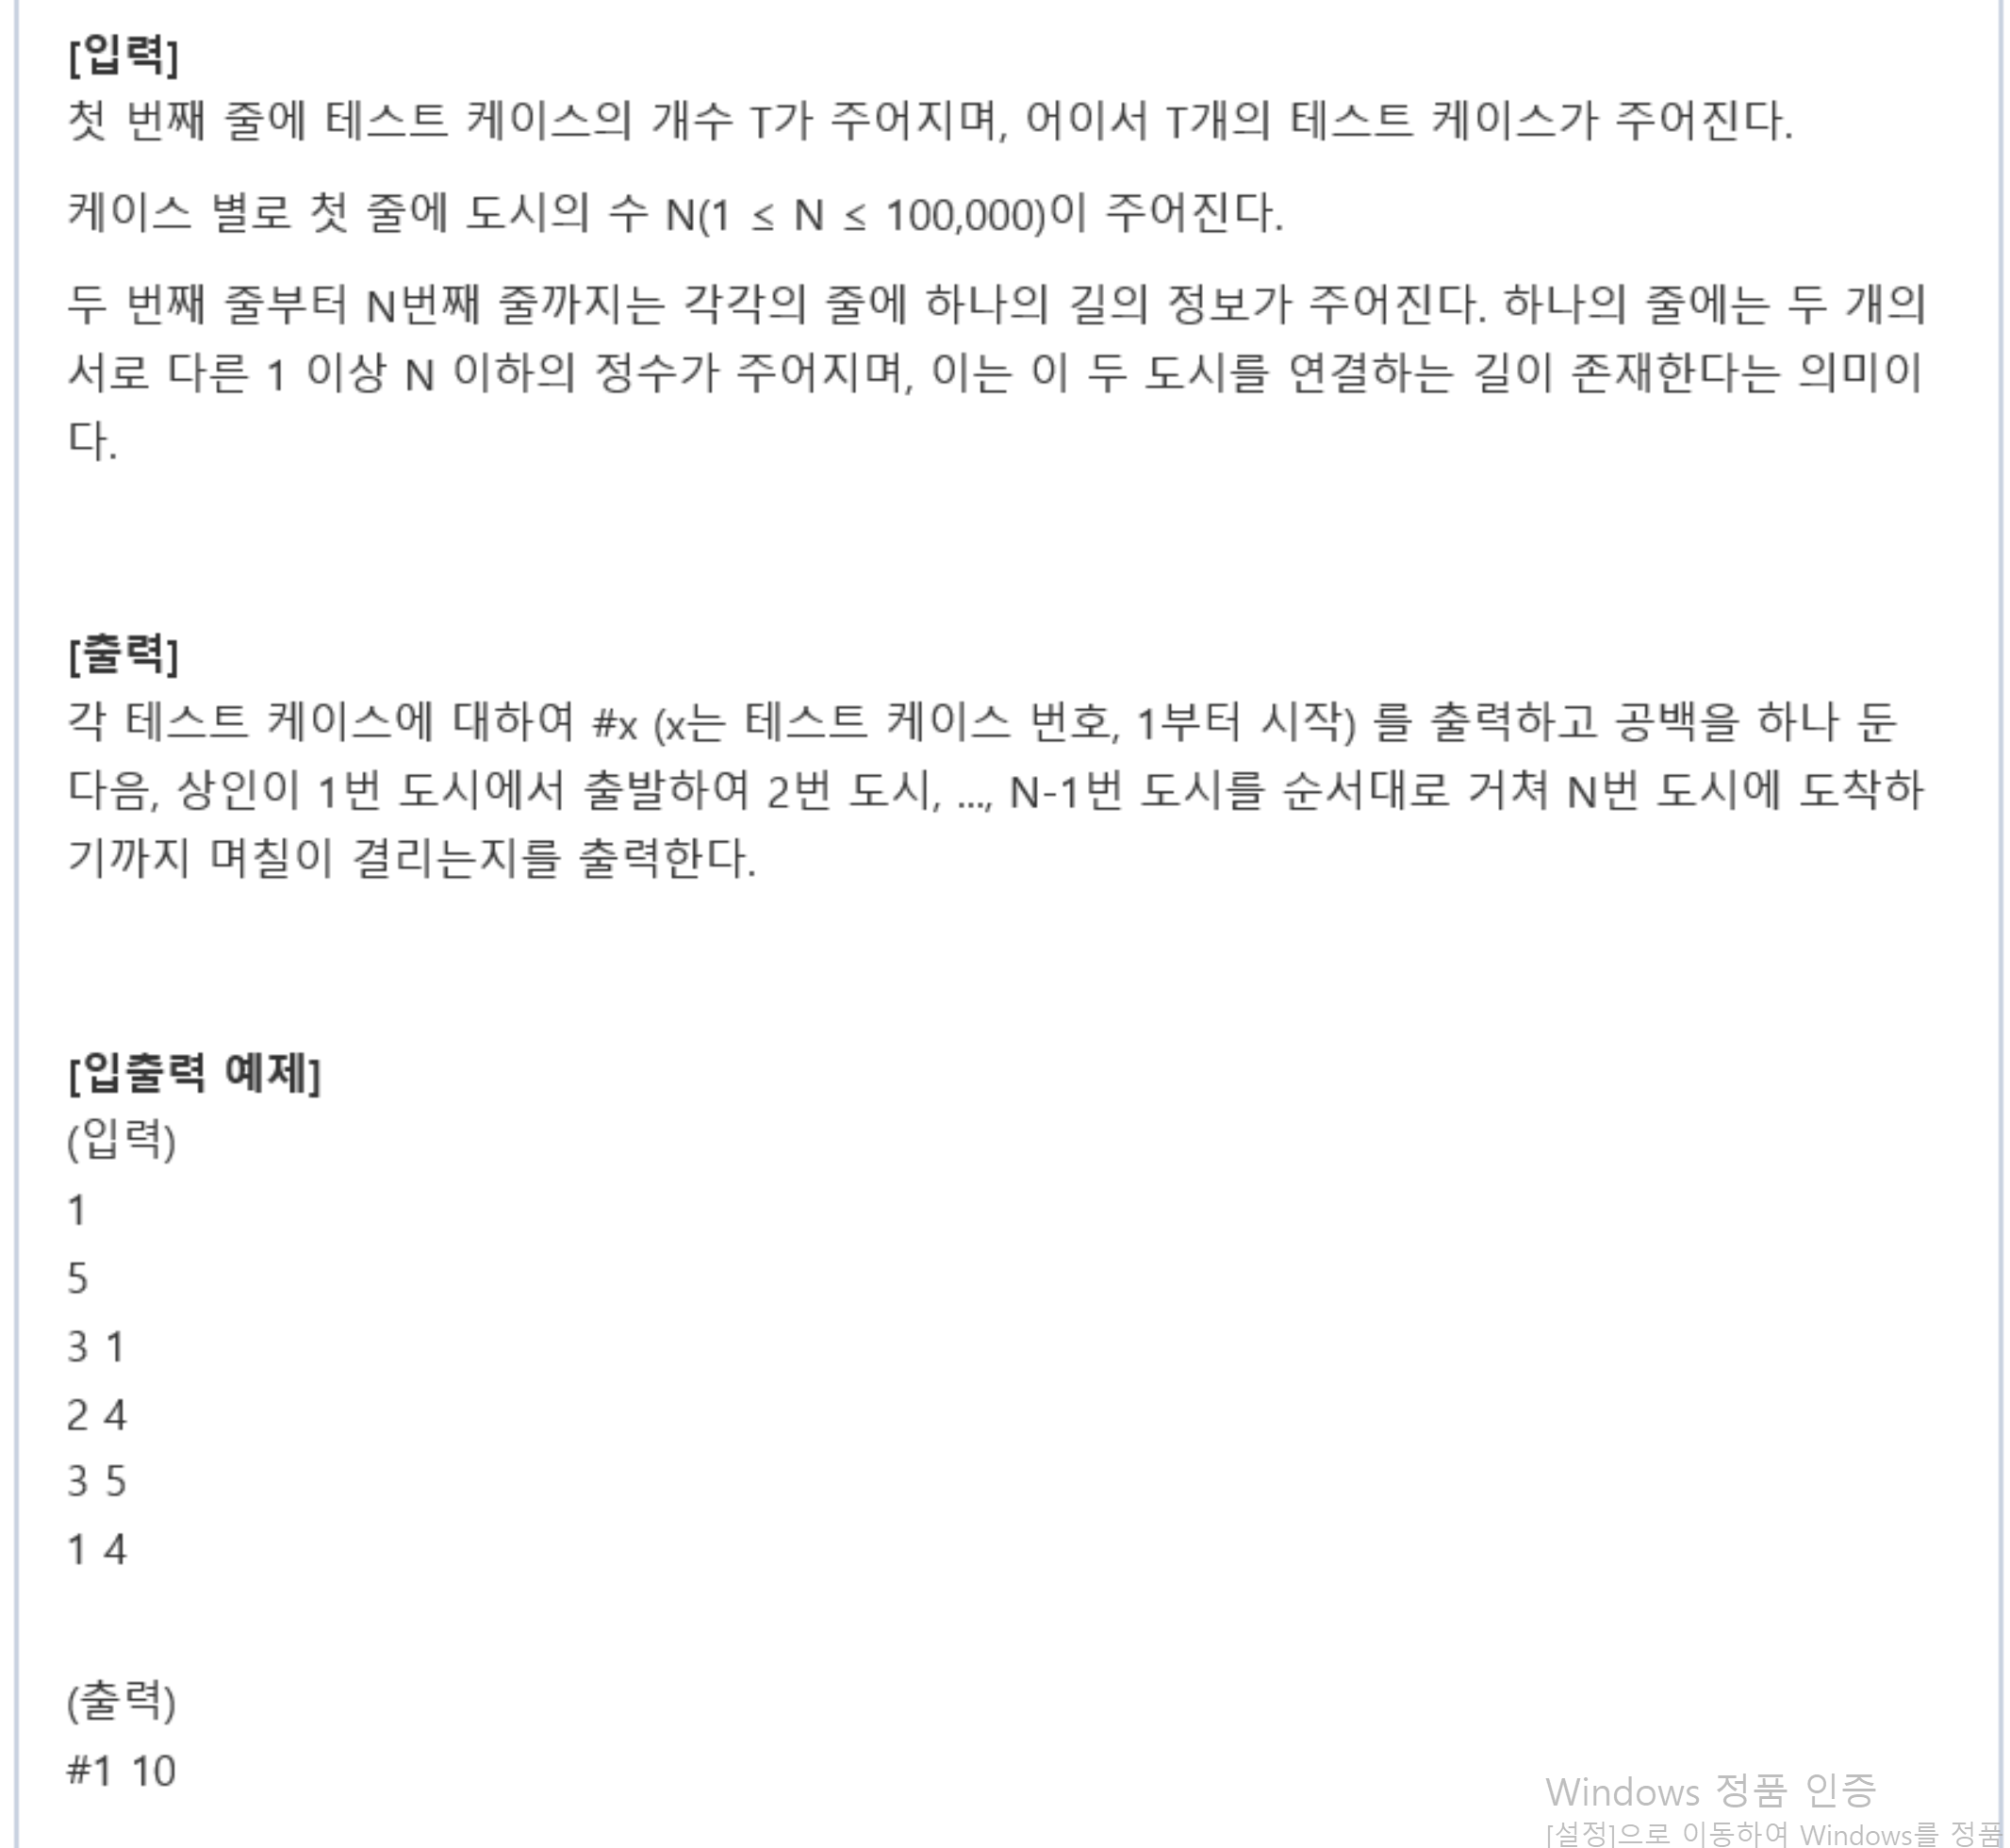 [입력]
첫 번째 줄에 테스트 케이스의 개수 T가 주어지며, 어이서 T개의 테스트 케이스가 주어진다.
케이스 별로 첫 줄에 도시의 수 N(1 ≤ N ≤ 100,000)이 주어진다.
두 번째 줄부터 N번째 줄까지는 각각의 줄에 하나의 길의 정보가 주어진다. 하나의 줄에는 두 개의
서로 다른 1 이상 N 이하의 정수가 주어지며, 이는 이 두 도시를 연결하는 길이 존재한다는 의미이
다.
[출력]
각 테스트 케이스에 대하여 #x (x는 테스트 케이스 번호, 1부터 시작) 를 출력하고 공백을 하나 둔
다음, 상인이 1번 도시에서 출발하여 2번 도시, ..., N-1번 도시를 순서대로 거쳐 N번 도시에 도착하
기까지 며칠이 결리는지를 출력한다.
[입출력 예제]
(입력)
1
5
3 1
2 4
3 5
1 4
(출력)
#1 10
Windows 정품 인증
[설정]으로 이동하여 Windows를 정품